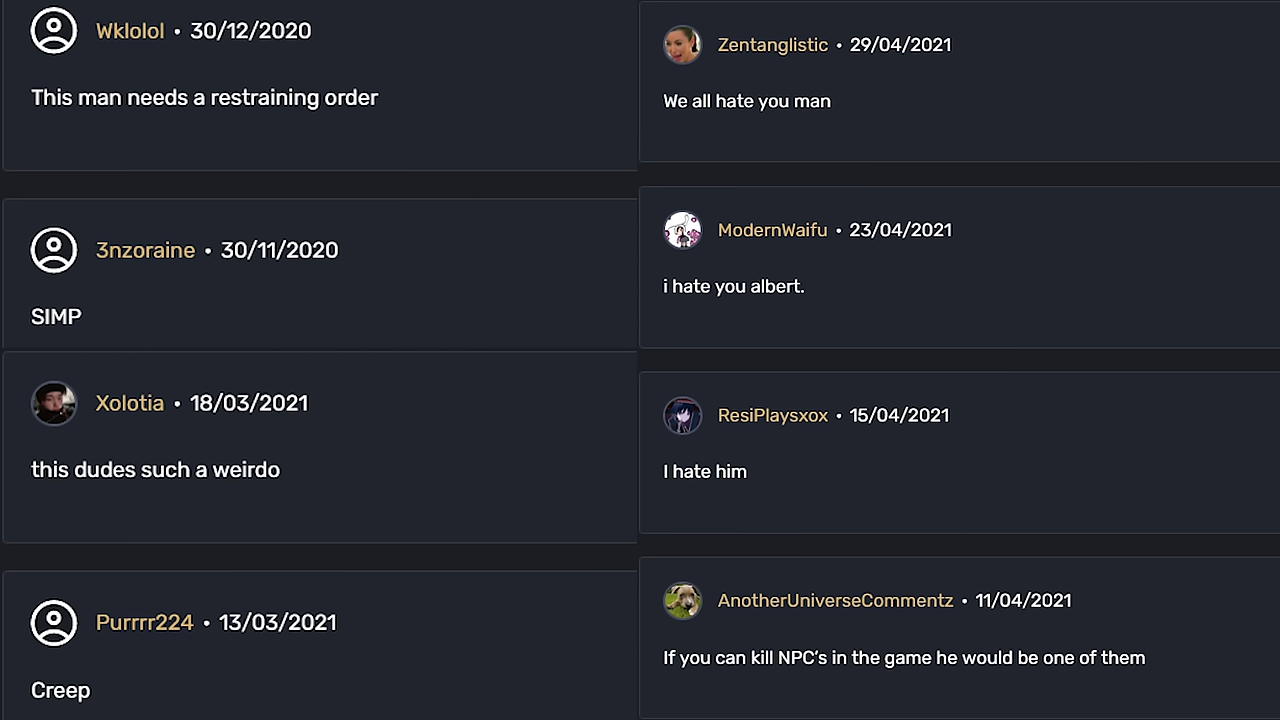 Wklolol • 30/12/2020
This man needs a restraining order
3nzoraine • 30/11/2020
SIMP
Xolotia • 18/03/2021
this dudes such a weirdo
Purrrr224 • 13/03/2021
Creep
Zentanglistic • 29/04/2021
We all hate you man
ModernWaifu • 23/04/2021
i hate you albert.
ResiPlaysxox • 15/04/2021
I hate him
AnotherUniverseCommentz • 11/04/2021
If you can kill NPC's in the game he would be one of them